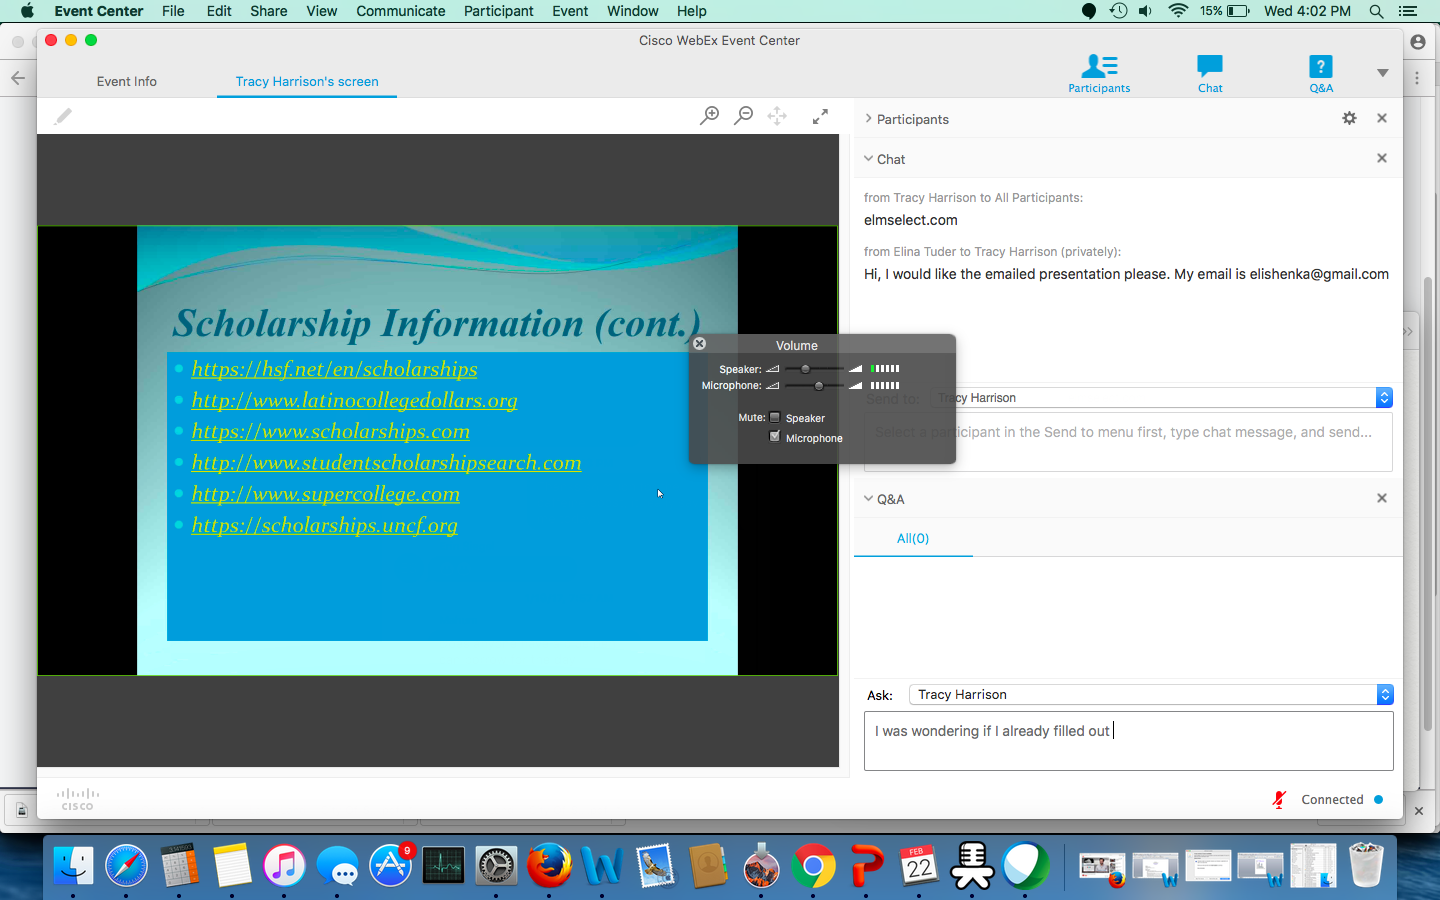 Event Center File Edit Share View Communicate Participant Event Window Help 15% Wed 4:02 PM
Cisco WebEx Event Center
Event Info Tracy Harrison's screen
Participants Chat Q&A
Participants
Chat
from Tracy Harrison to All Participants:
elmselect.com
from Elina Tuder to Tracy Harrison (privately):
Hi, I would like the emailed presentation please. My email is elishenka@gmail.com
Scholarship Information (cont.)
https://hsf.net/en/scholarships
http://www.latinocollegedollars.org
https://www.scholarships.com
http://www.studentscholarshipsearch.com
http://www.supercollege.com
https://scholarships.uncf.org
Volume
Speaker:
Microphone:
Mute: Speaker
Microphone
Send to: Tracy Harrison
Select a participant in the Send to menu first, type chat message, and send...
Q&A
All(0)
Ask: Tracy Harrison
I was wondering if I already filled out
CISCO
Connected
9
FEB
22